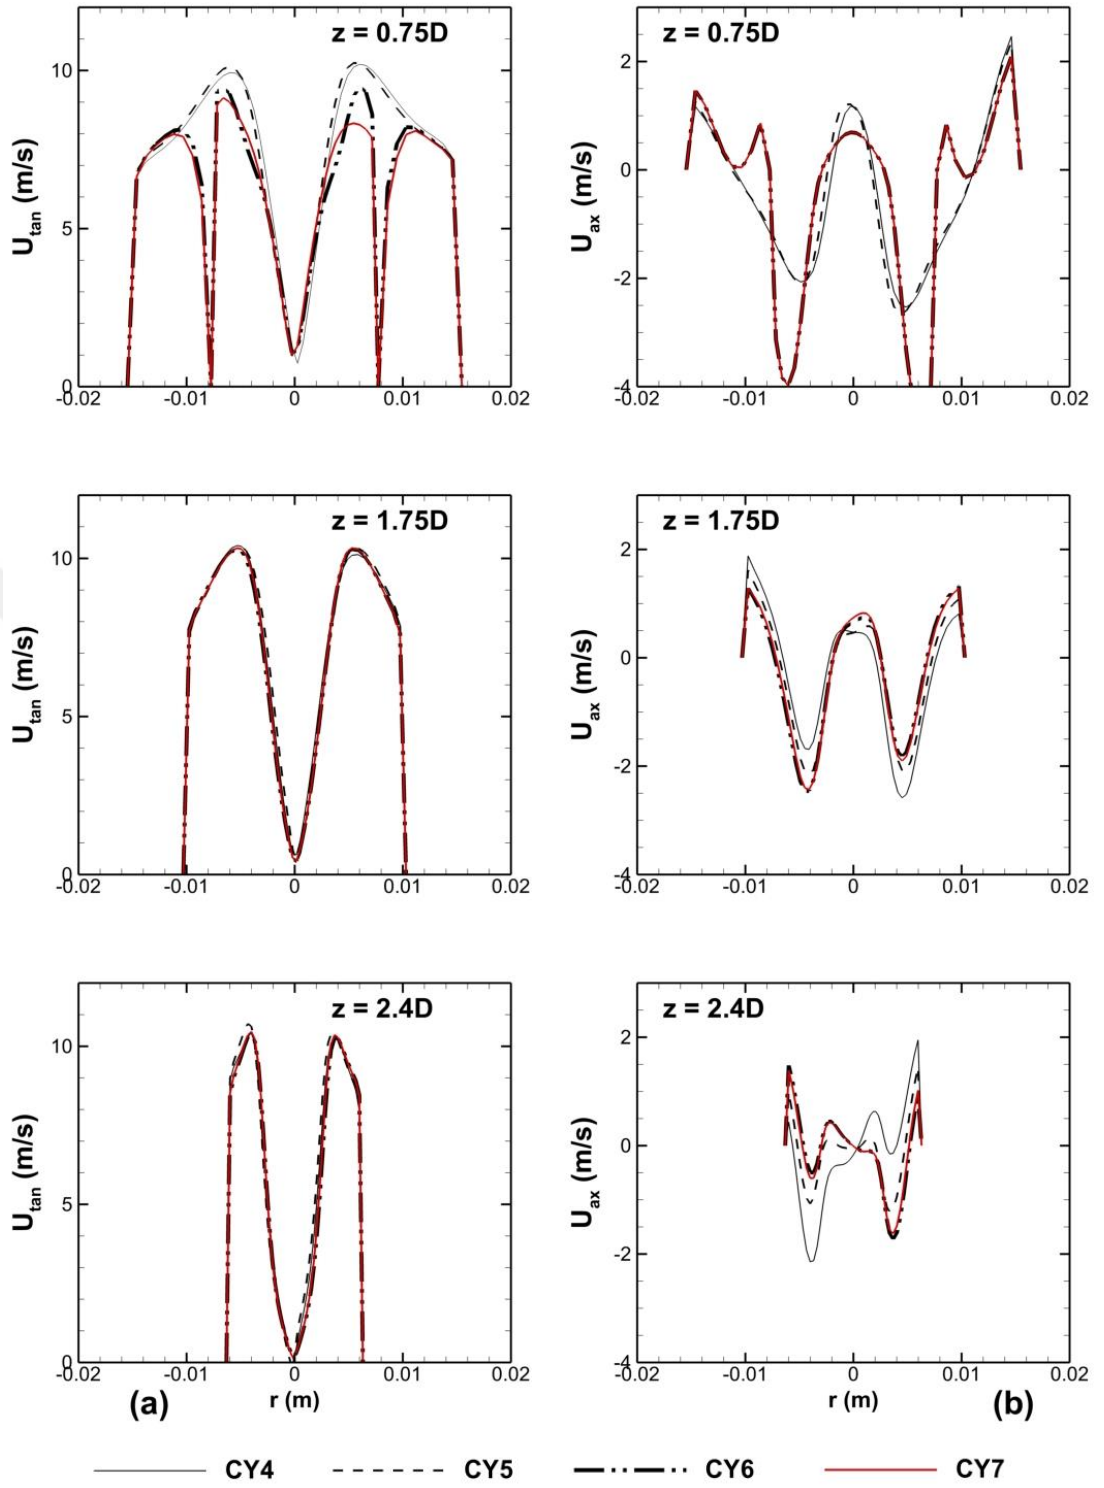 z = 0.75D
U_tan (m/s)
10
5
0
-0.02 -0.01 0 0.01 0.02
z = 0.75D
U_ax (m/s)
2
0
-2
-4
-0.02 -0.01 0 0.01 0.02
z = 1.75D
U_tan (m/s)
10
5
0
-0.02 -0.01 0 0.01 0.02
z = 1.75D
U_ax (m/s)
2
0
-2
-4
-0.02 -0.01 0 0.01 0.02
z = 2.4D
U_tan (m/s)
10
5
0
-0.02 -0.01 0 0.01 0.02
r (m)
(a)
z = 2.4D
U_ax (m/s)
2
0
-2
-4
-0.02 -0.01 0 0.01 0.02
r (m)
(b)
CY4 CY5 CY6 CY7